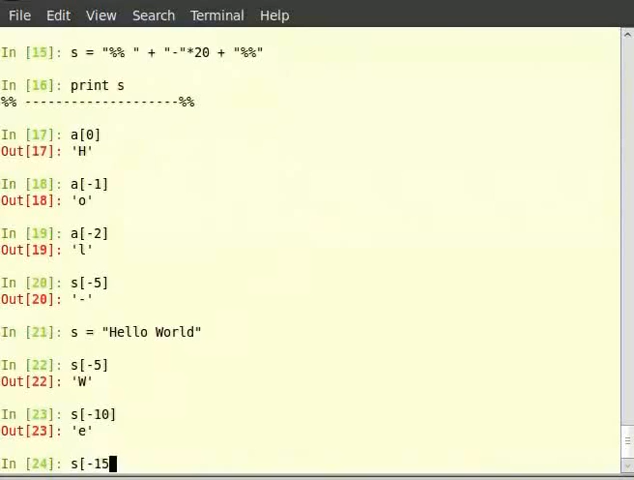 File Edit View Search Terminal Help
In [15]: s = "%% " + "-"*20 + "%%"
In [16]: print s
%% --------------------%%
In [17]: a[0]
Out[17]: 'H'
In [18]: a[-1]
Out[18]: 'o'
In [19]: a[-2]
Out[19]: 'l'
In [20]: s[-5]
Out[20]: '-'
In [21]: s = "Hello World"
In [22]: s[-5]
Out[22]: 'W'
In [23]: s[-10]
Out[23]: 'e'
In [24]: s[-15